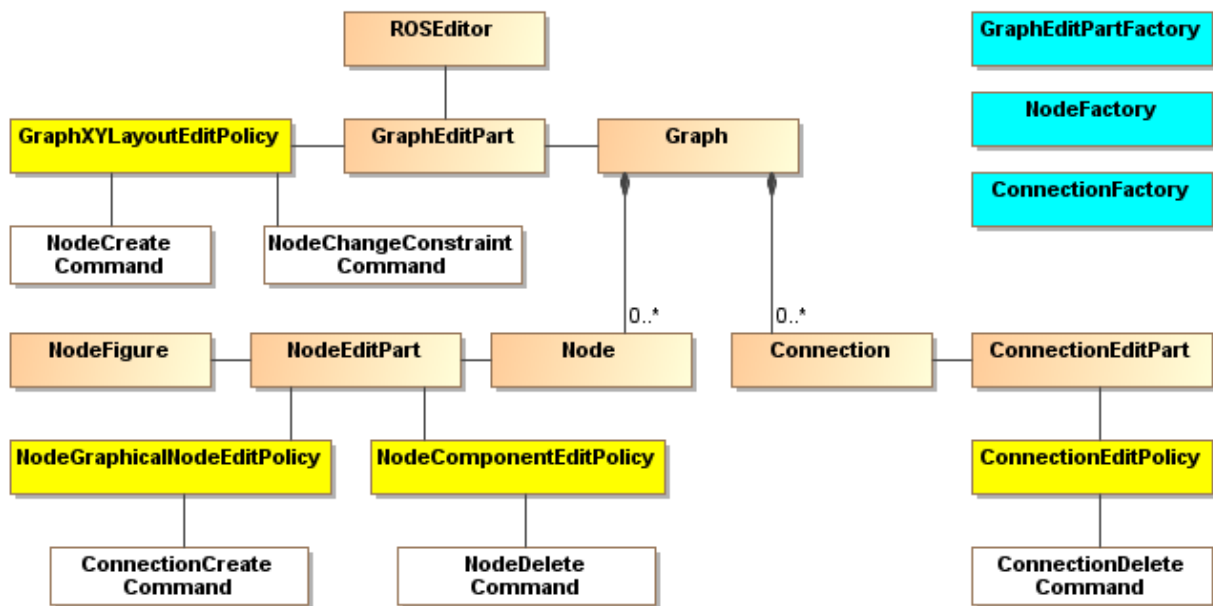 ROSEditor
GraphEditPartFactory
NodeFactory
GraphXYLayoutEditPolicy
GraphEditPart
Graph
ConnectionFactory
NodeCreate
Command
NodeChangeConstraint
Command
0..*
0..*
NodeFigure
NodeEditPart
Node
Connection
ConnectionEditPart
NodeGraphicalNodeEditPolicy
NodeComponentEditPolicy
ConnectionEditPolicy
ConnectionCreate
Command
NodeDelete
Command
ConnectionDelete
Command